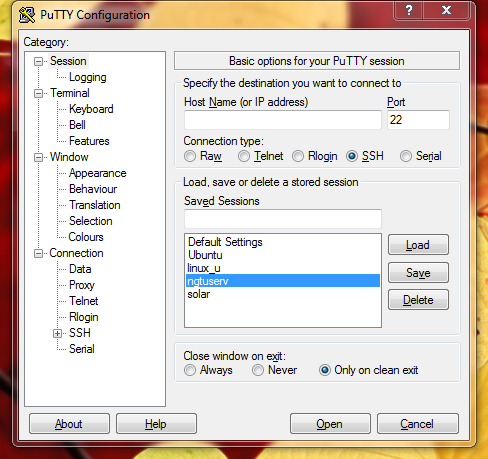 PuTTY Configuration
Category:
Session
Logging
Terminal
Keyboard
Bell
Features
Window
Appearance
Behaviour
Translation
Selection
Colours
Connection
Data
Proxy
Telnet
Rlogin
SSH
Serial
Basic options for your PuTTY session
Specify the destination you want to connect to
Host Name (or IP address) Port
22
Connection type:
Raw Telnet Rlogin SSH Serial
Load, save or delete a stored session
Saved Sessions
Default Settings
Ubuntu
linux_u
ngtuserv
solar
Load
Save
Delete
Close window on exit:
Always Never Only on clean exit
About Help Open Cancel